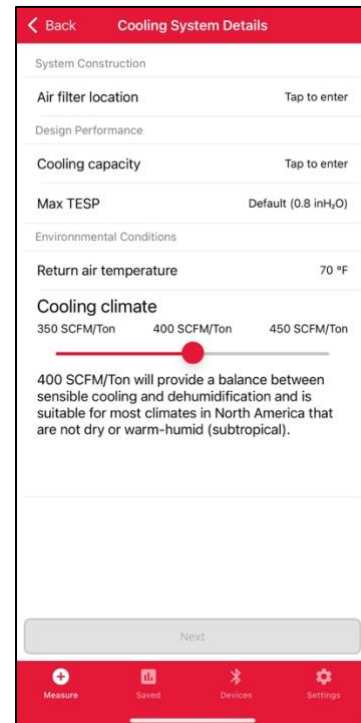 Back Cooling System Details
System Construction
Air filter location Tap to enter
Design Performance
Cooling capacity Tap to enter
Max TESP Default (0.8 inH₂O)
Environnmental Conditions
Return air temperature 70 °F
Cooling climate
350 SCFM/Ton 400 SCFM/Ton 450 SCFM/Ton
400 SCFM/Ton will provide a balance between
sensible cooling and dehumidification and is
suitable for most climates in North America that
are not dry or warm-humid (subtropical).
Next
Measure Saved Devices Settings